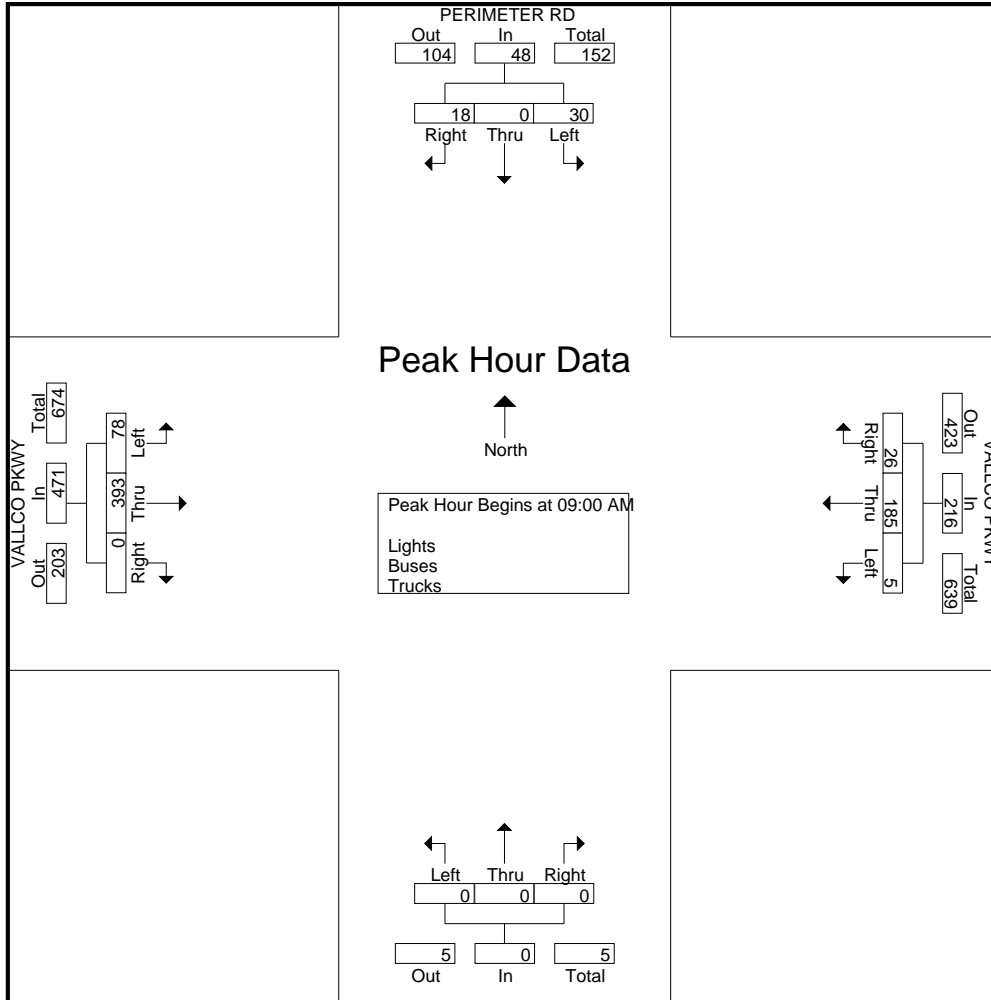 PERIMETER RD
Out In Total
104 48 152
18 0 30
Right Thru Left
Peak Hour Data
North
Peak Hour Begins at 09:00 AM
Lights
Buses
Trucks
VALLCO PKWY
Out In Total
203 471 674
Left Thru Right
78 393 0
VALLCO PKWY
Out In Total
423 216 639
Right Thru Left
26 185 5
Left Thru Right
0 0 0
5 0 5
Out In Total